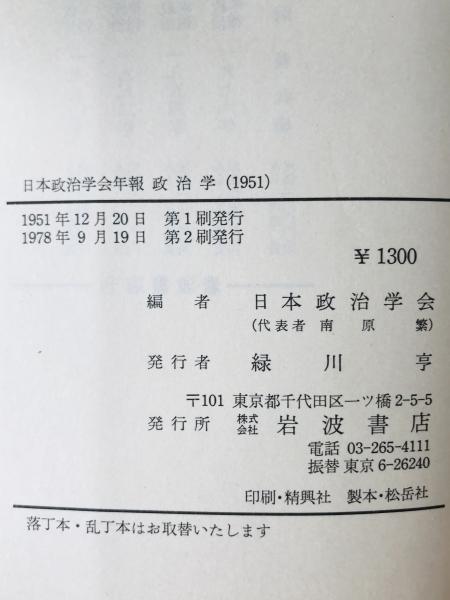 日本政治学会年報 政治学 (1951)
1951年12月20日 第1刷発行
1978年9月19日 第2刷発行
¥1300
編者 日本政治学会
(代表者 南原繁)
発行者 緑川亨
〒101 東京都千代田区一ツ橋2-5-5
発行所 株式会社 岩波書店
電話 03-265-4111
振替 東京 6-26240
印刷・精興社 製本・松岳社
落丁本・乱丁本はお取替いたします